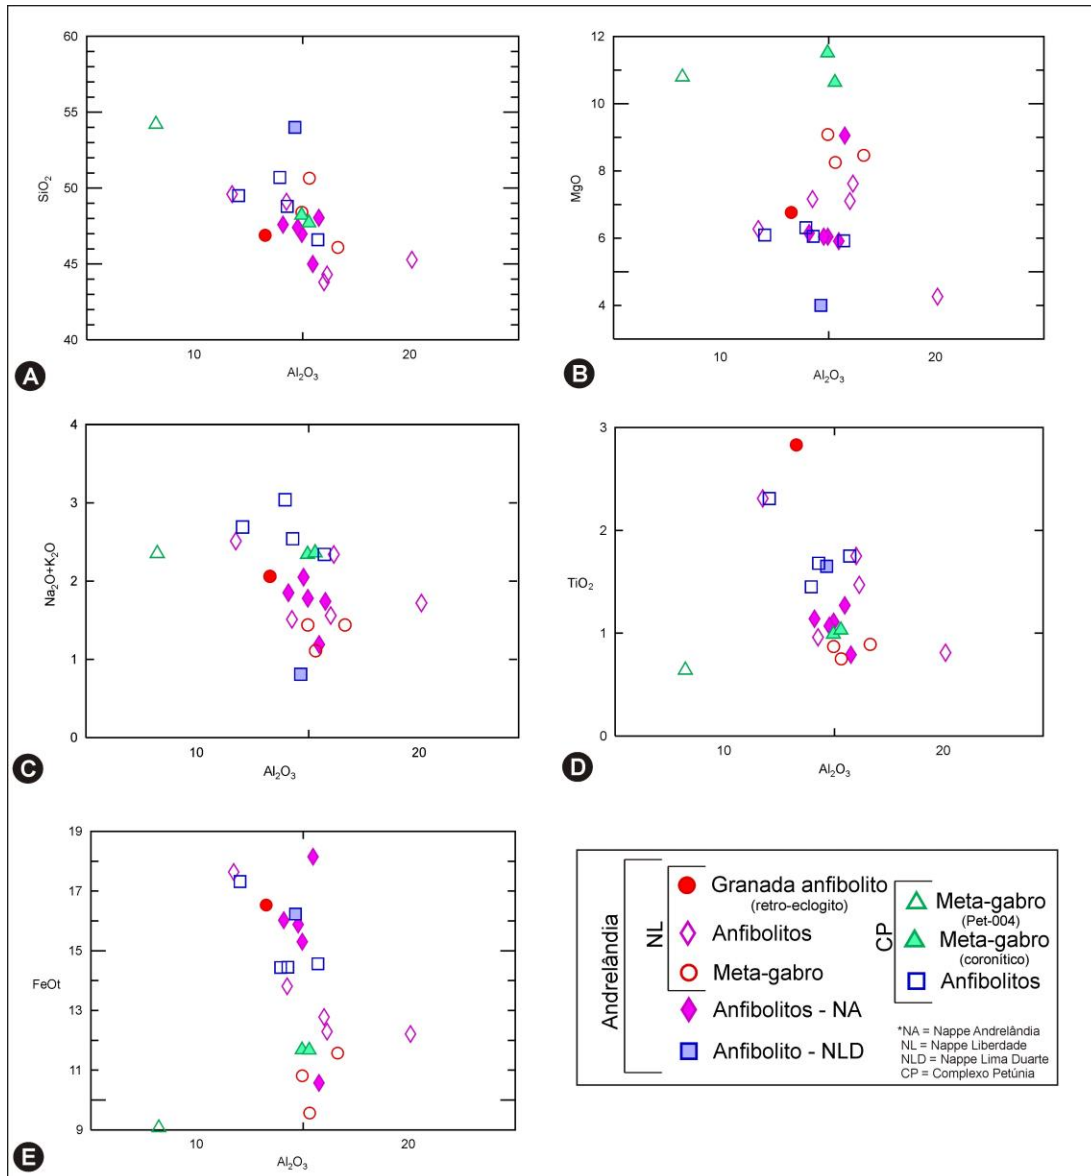 60
55
SiO₂
50
45
40
10
20
Al₂O₃
A
12
10
MgO
8
6
4
10
20
Al₂O₃
B
4
3
Na₂O+K₂O
2
1
0
10
20
Al₂O₃
C
3
2
TiO₂
1
0
10
20
Al₂O₃
D
19
17
15
FeOt
13
11
9
10
20
Al₂O₃
E
Andrelândia
NL
Granada anfibolito
(retro-eclogito)
Anfibolitos
Meta-gabro
Anfibolitos - NA
Anfibolito - NLD
CP
Meta-gabro
(Pet-004)
Meta-gabro
(coronítico)
Anfibolitos
*NA = Nappe Andrelândia
NL = Nappe Liberdade
NLD = Nappe Lima Duarte
CP = Complexo Petúnia